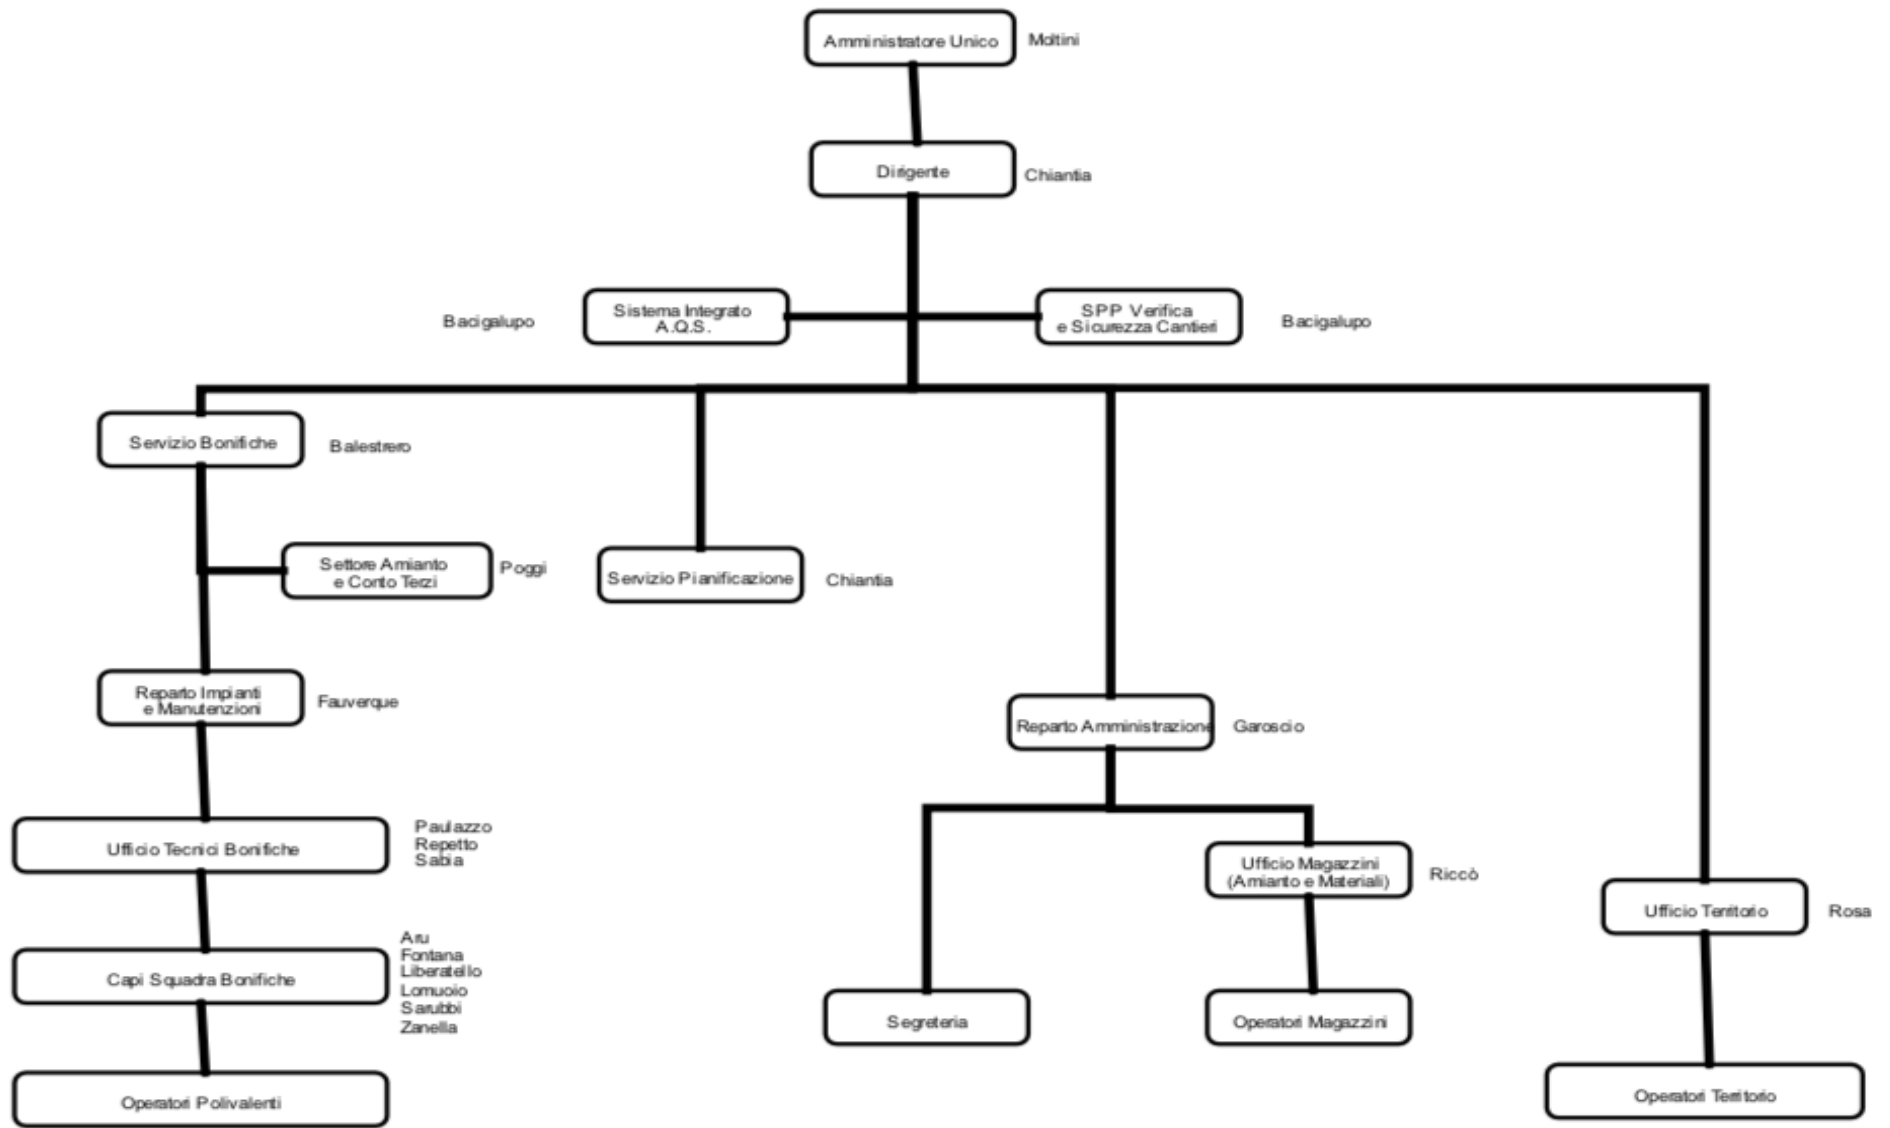 Amministratore Unico
Moltini
Dirigente
Chiantia
Bacigalupo
Sistema Integrato
A.Q.S.
SPP Verifica
e Sicurezza Cantieri
Bacigalupo
Servizio Bonifiche
Balestrero
Settore Amianto
e Conto Terzi
Poggi
Servizio Pianificazione
Chiantia
Reparto Impianti
e Manutenzioni
Fauverque
Reparto Amministrazione
Garoscio
Ufficio Tecnici Bonifiche
Paulazzo
Repetto
Sabia
Ufficio Magazzini
(Amianto e Materiali)
Riccò
Ufficio Territorio
Rosa
Capi Squadra Bonifiche
Aru
Fontana
Liberatello
Lomuoio
Sarubbi
Zanella
Segreteria
Operatori Magazzini
Operatori Polivalenti
Operatori Territorio